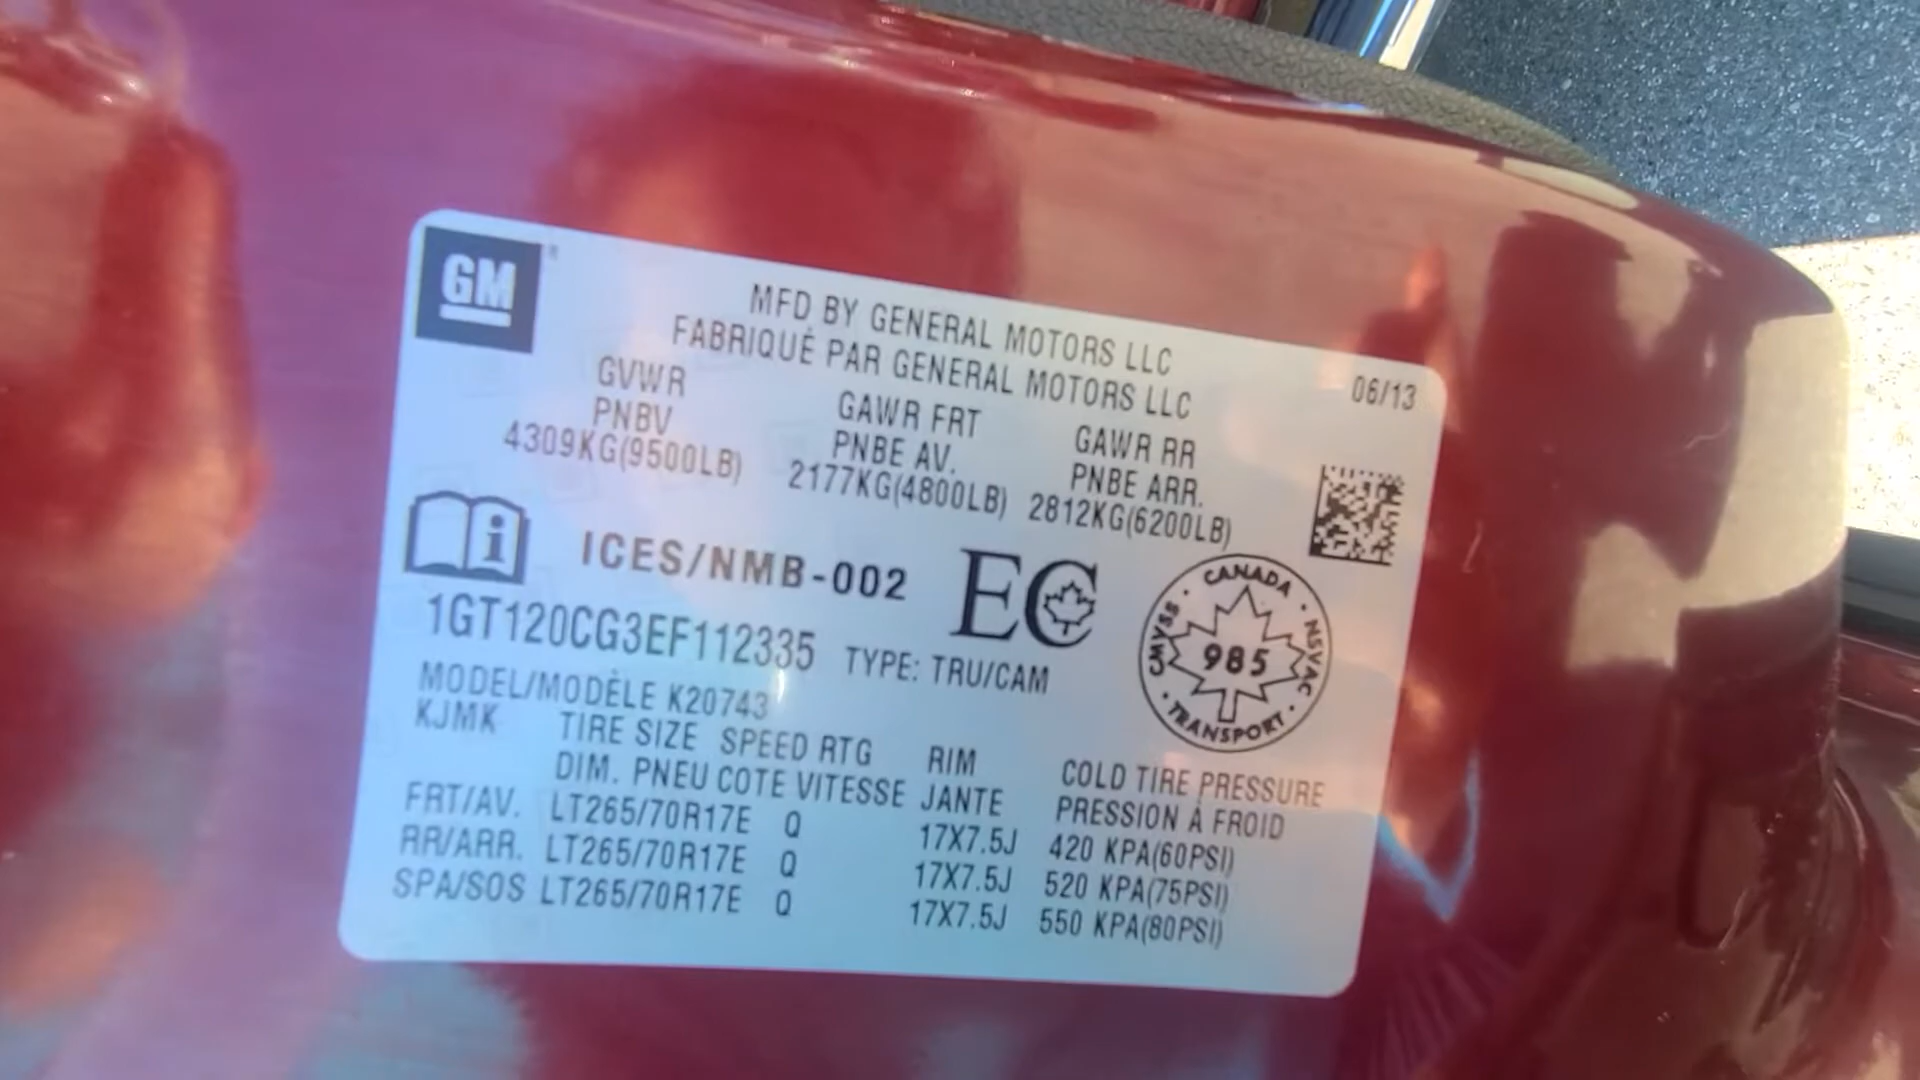 GM
MFD BY GENERAL MOTORS LLC
FABRIQUÉ PAR GENERAL MOTORS LLC
06/13
GVWR GAWR FRT GAWR RR
PNBV PNBE AV. PNBE ARR.
4309KG(9500LB) 2177KG(4800LB) 2812KG(6200LB)
i ICES/NMB-002 EC
CANADA · NSVAC · TRANSPORT · CMVSS ·
985
1GT120CG3EF112335 TYPE: TRU/CAM
MODEL/MODÈLE K20743
KJMK TIRE SIZE SPEED RTG RIM COLD TIRE PRESSURE
DIM. PNEU COTE VITESSE JANTE PRESSION À FROID
FRT/AV. LT265/70R17E Q 17X7.5J 420 KPA(60PSI)
RR/ARR. LT265/70R17E Q 17X7.5J 520 KPA(75PSI)
SPA/SOS LT265/70R17E Q 17X7.5J 550 KPA(80PSI)